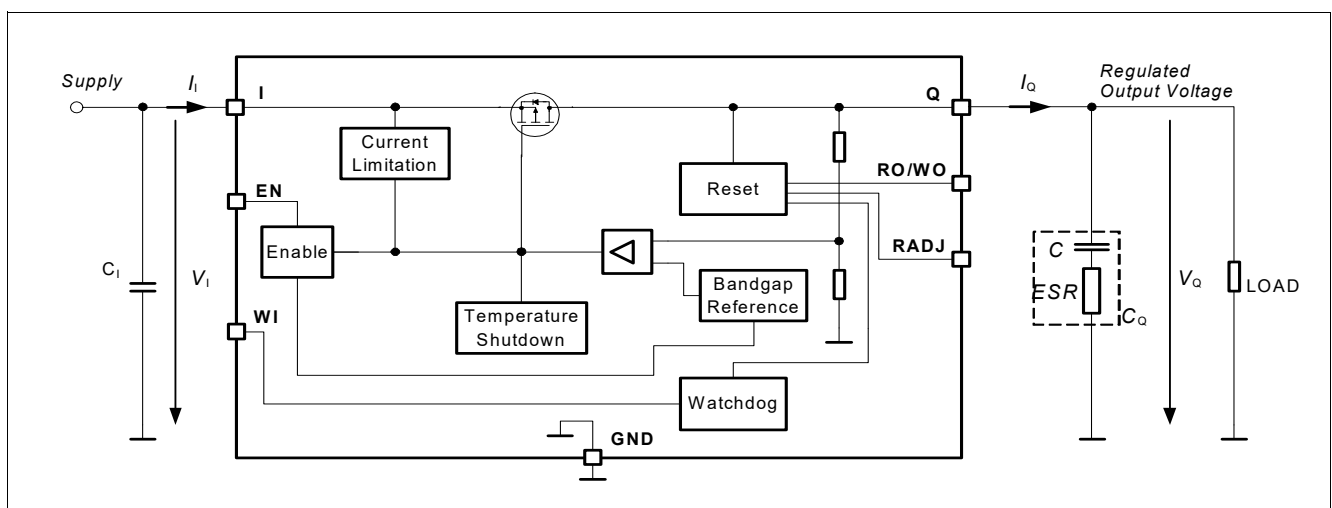 Supply
I_I
I
Q
I_Q
Regulated
Output Voltage
Current
Limitation
Reset
RO/WO
EN
Enable
RADJ
C_I
V_I
Bandgap
Reference
C
ESR
C_Q
V_Q
LOAD
WI
Temperature
Shutdown
Watchdog
GND